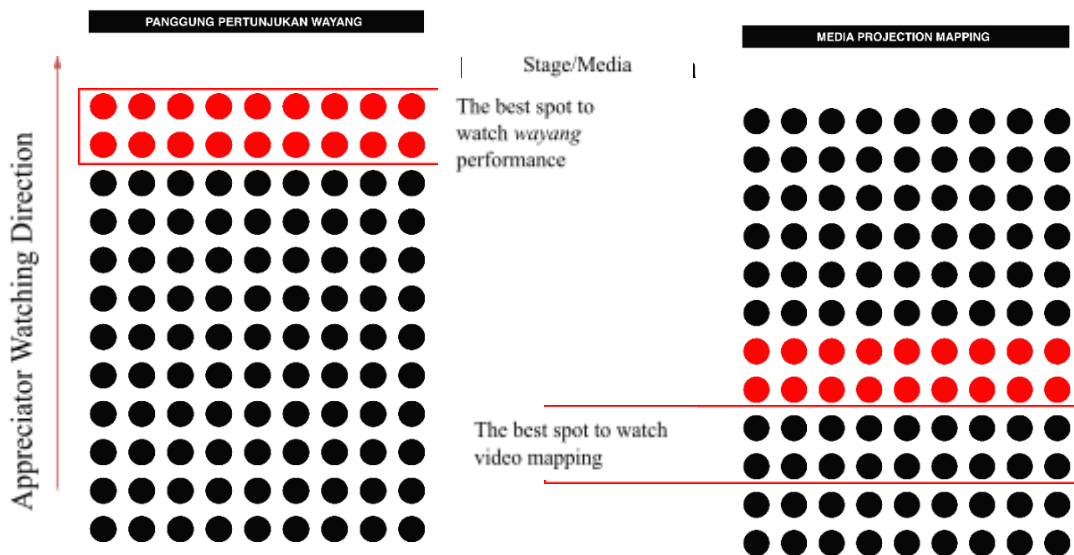 PANGGUNG PERTUNJUKAN WAYANG
MEDIA PROJECTION MAPPING
Stage/Media
The best spot to
watch wayang
performance
Appreciator Watching Direction
The best spot to watch
video mapping